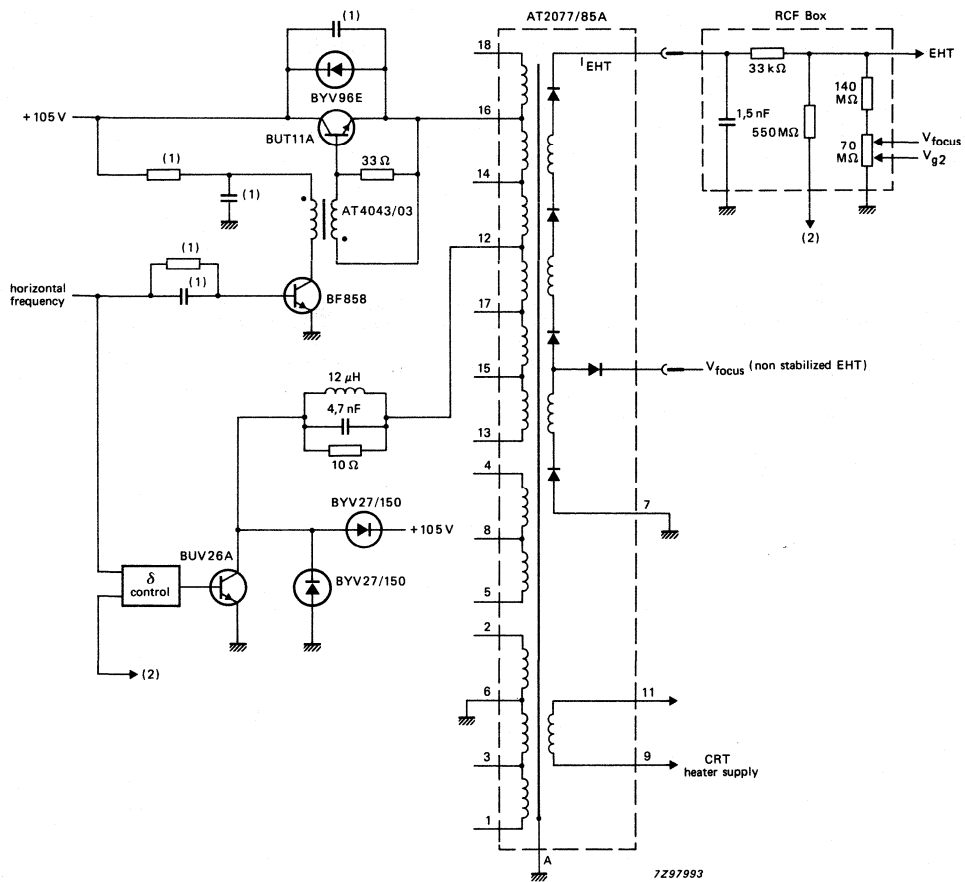 AT2077/85A
RCF Box
(1)
18
I EHT
EHT
33 kΩ
BYV96E
140 MΩ
+105 V
16
BUT11A
1,5 nF
550 MΩ
70 MΩ
V focus
V g2
(1)
33 Ω
14
(1)
AT4043/03
12
(2)
(1)
horizontal frequency
(1)
BF858
17
12 μH
15
V focus (non stabilized EHT)
4,7 nF
13
10 Ω
4
BYV27/150
7
+105 V
8
BUV26A
δ control
BYV27/150
5
2
(2)
6
11
3
9
CRT heater supply
1
A
7Z97993